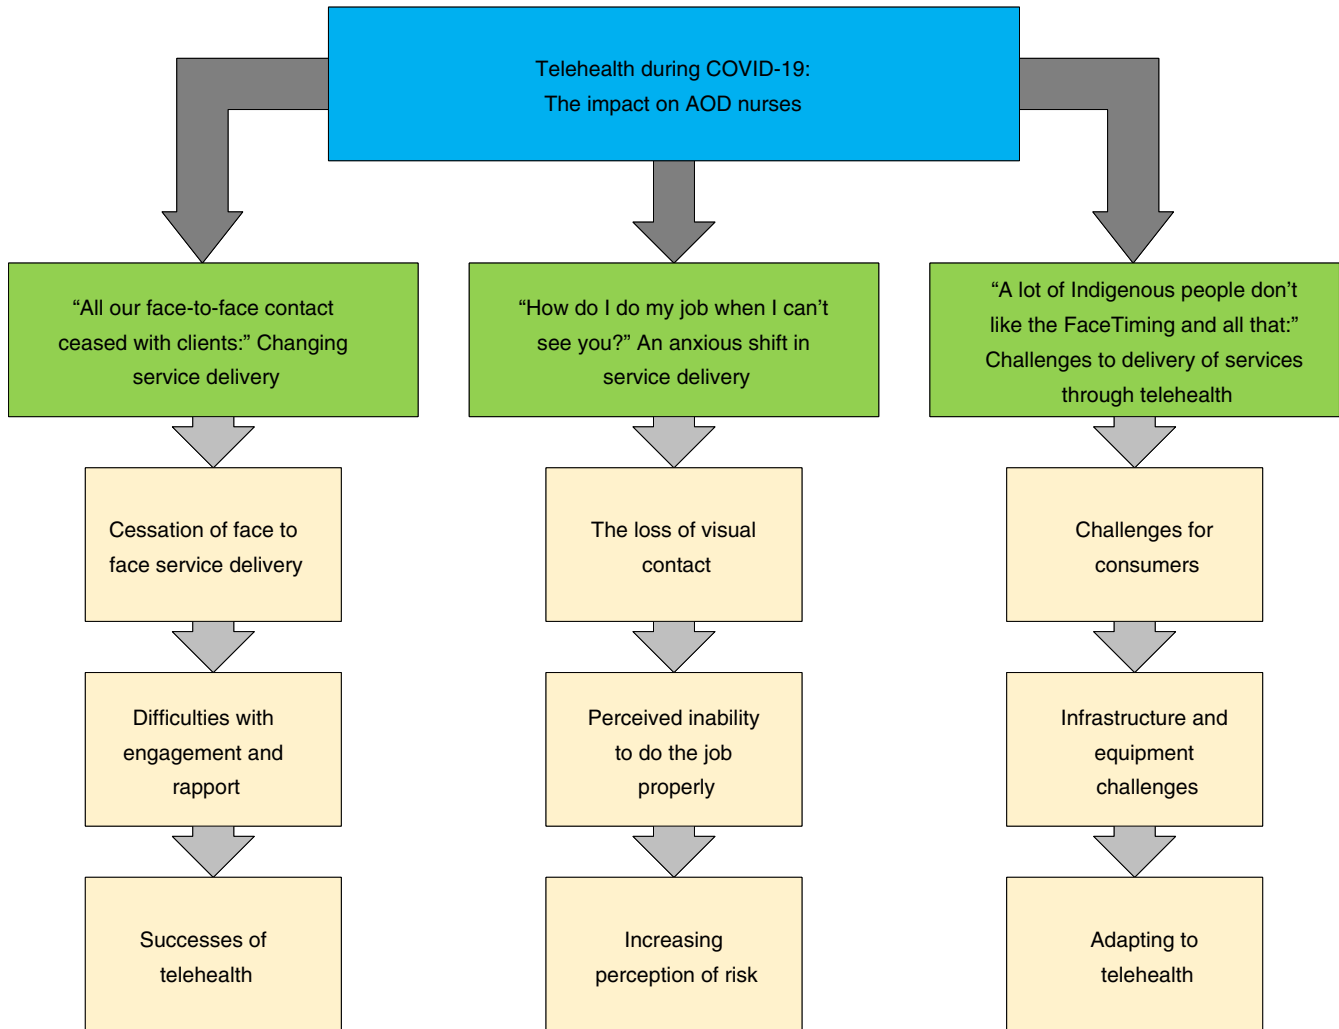 Telehealth during COVID-19:
The impact on AOD nurses
“All our face-to-face contact
ceased with clients:” Changing
service delivery
“How do I do my job when I can’t
see you?” An anxious shift in
service delivery
“A lot of Indigenous people don’t
like the FaceTiming and all that:”
Challenges to delivery of services
through telehealth
Cessation of face to
face service delivery
The loss of visual
contact
Challenges for
consumers
Difficulties with
engagement and
rapport
Perceived inability
to do the job
properly
Infrastructure and
equipment
challenges
Successes of
telehealth
Increasing
perception of risk
Adapting to
telehealth